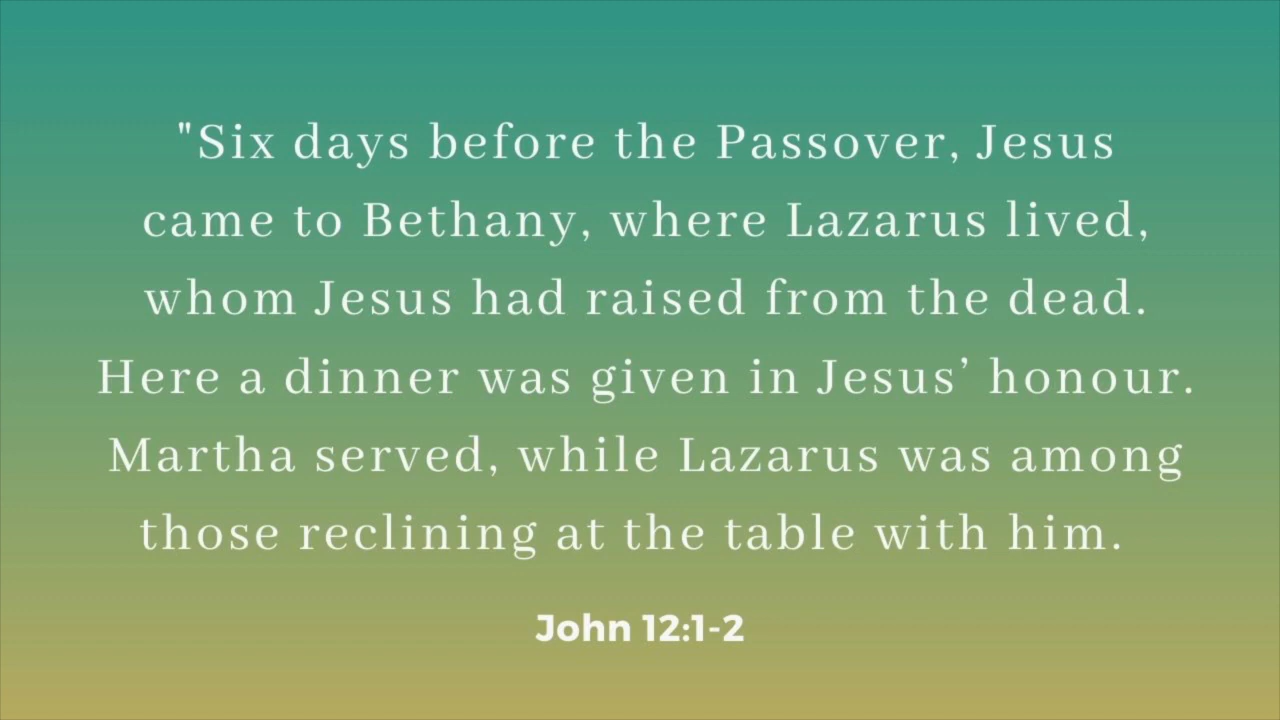 "Six days before the Passover, Jesus
came to Bethany, where Lazarus lived,
whom Jesus had raised from the dead.
Here a dinner was given in Jesus’ honour.
Martha served, while Lazarus was among
those reclining at the table with him.
John 12:1-2